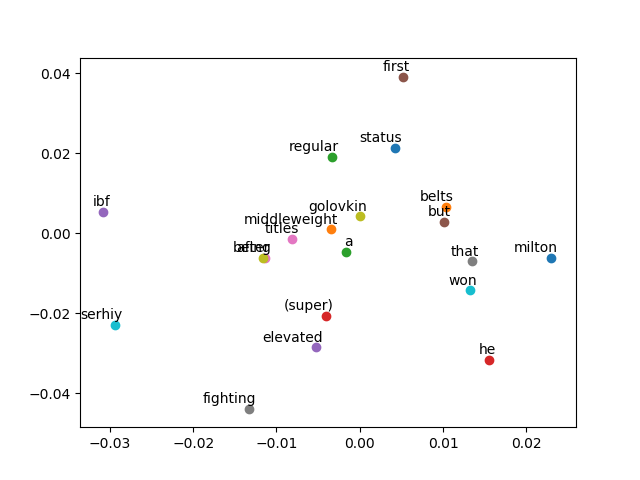 0.04
first
0.02
status
regular
ibf
belts
golovkin
but
middleweight
0.00
titles
a
that
milton
won
−0.02
(super)
serhiy
elevated
he
−0.04
fighting
−0.03 −0.02 −0.01 0.00 0.01 0.02